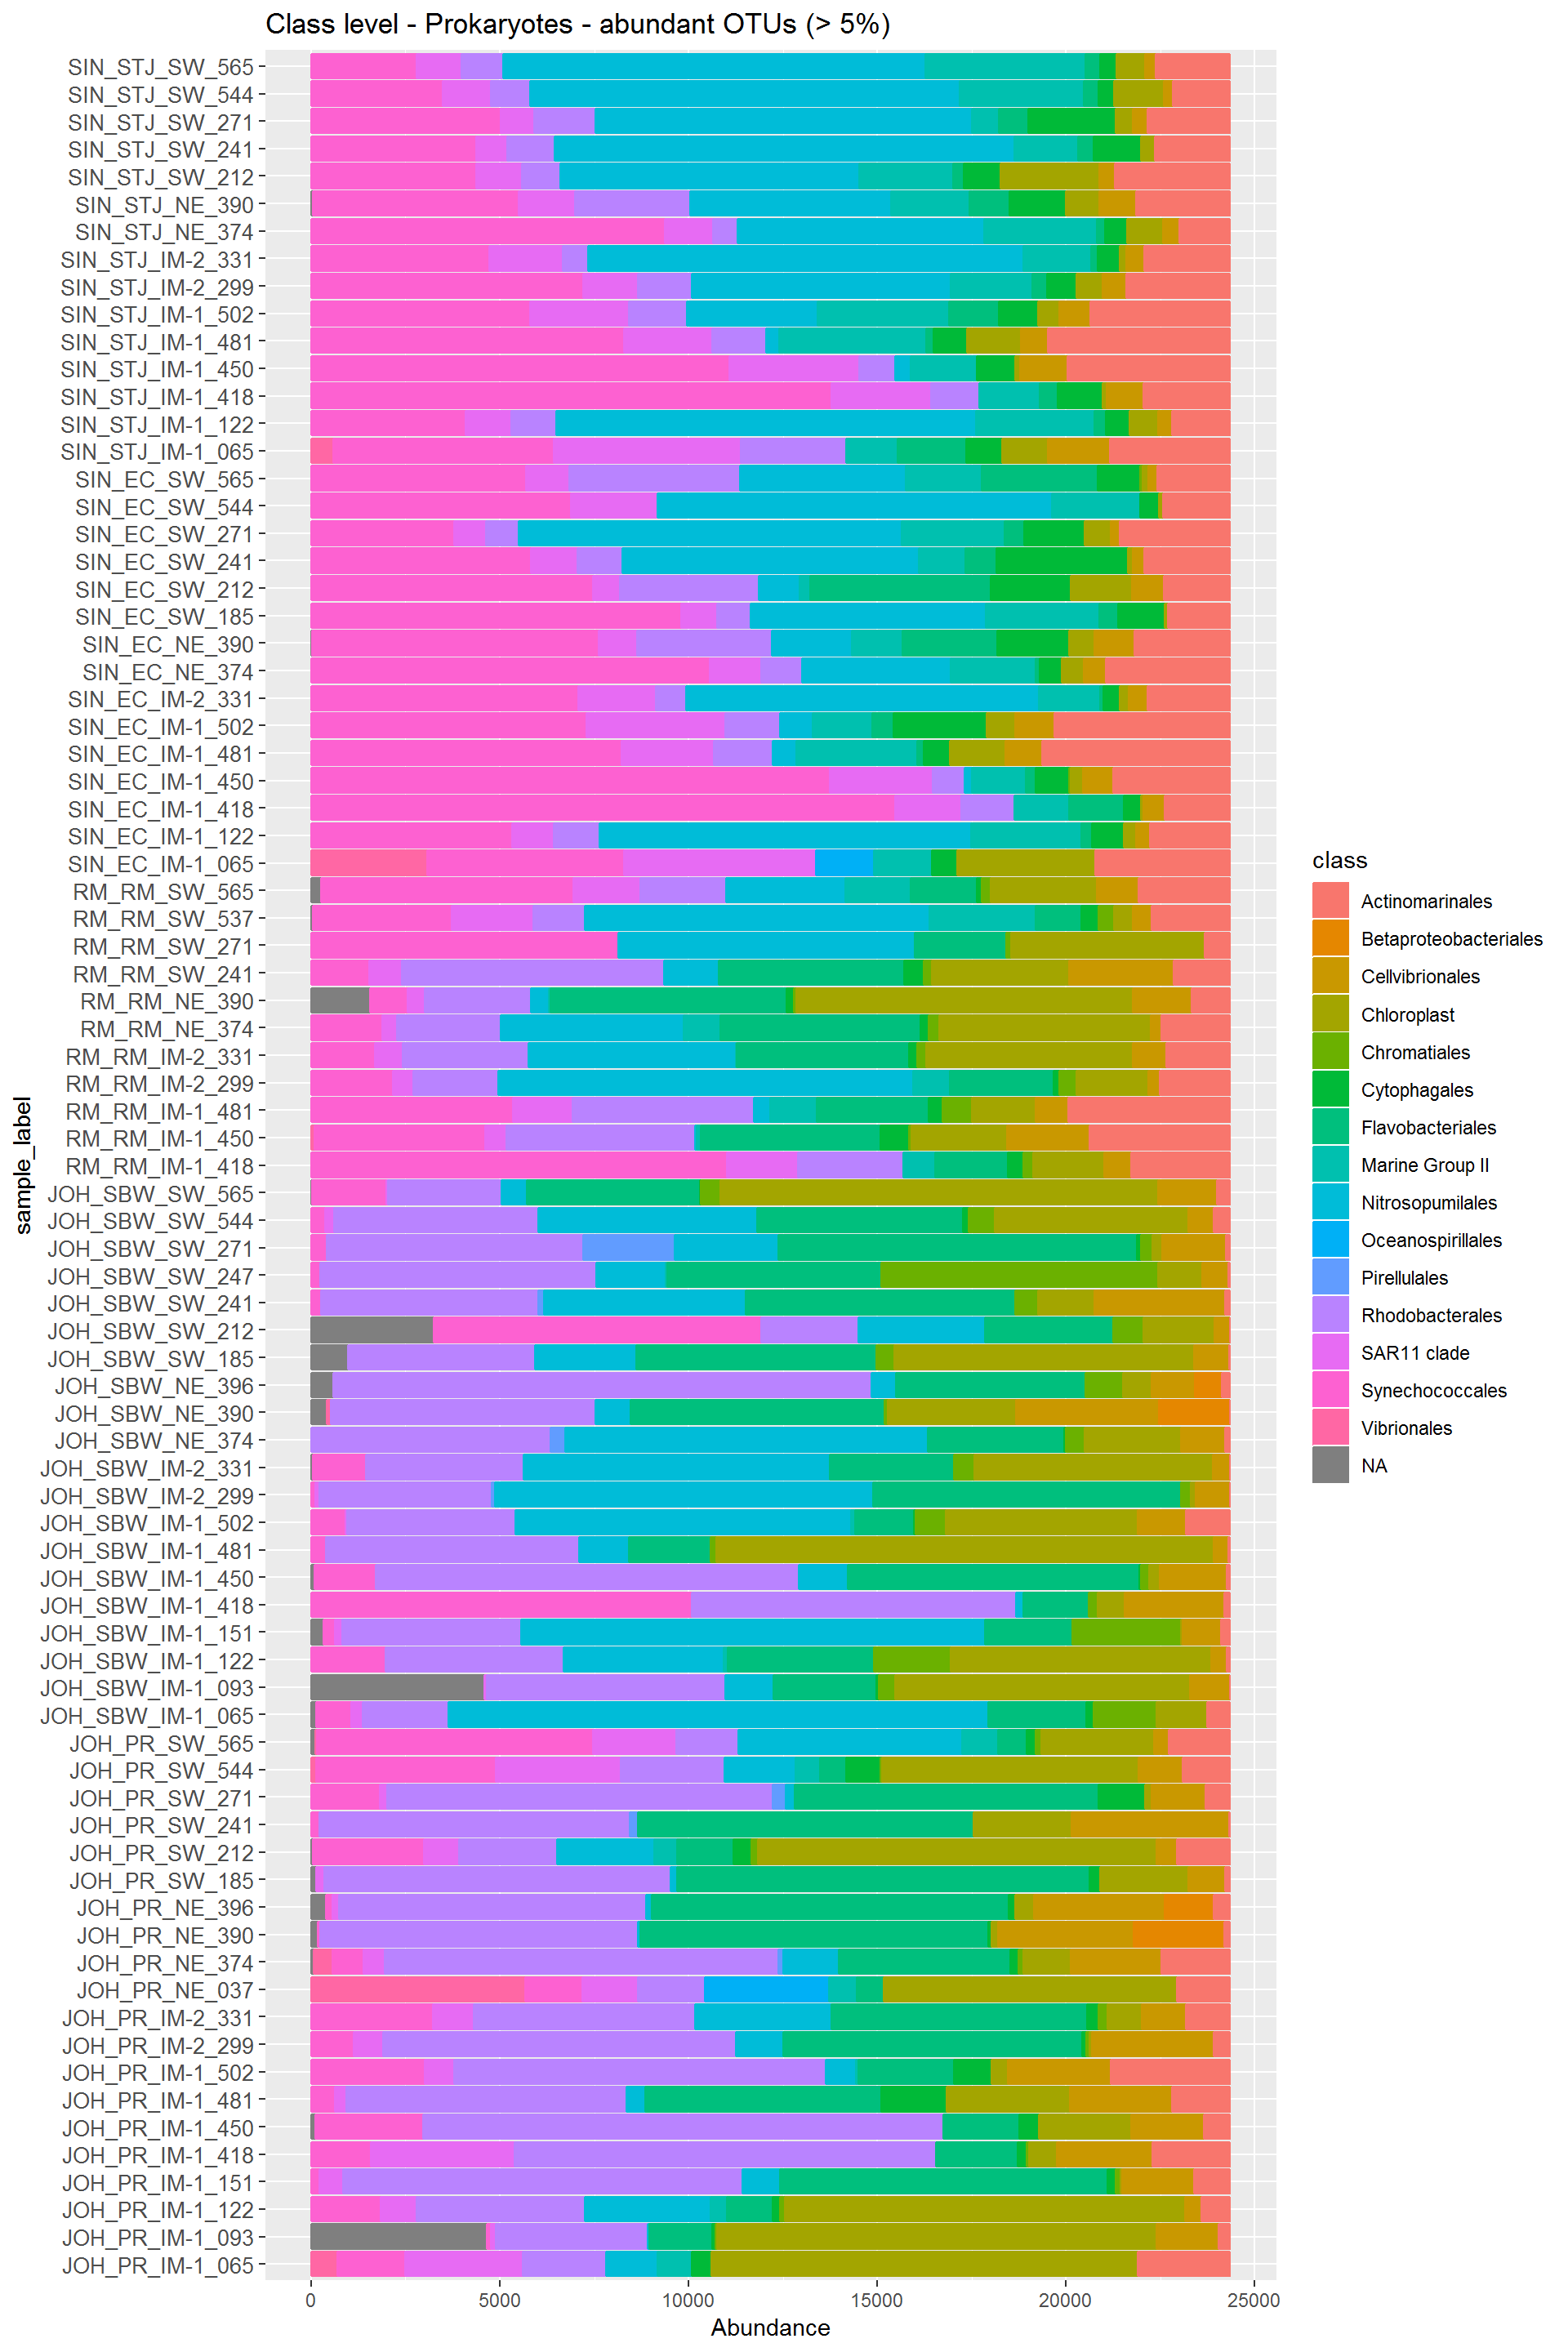 Class level - Prokaryotes - abundant OTUs (> 5%)
SIN_STJ_SW_565
SIN_STJ_SW_544
SIN_STJ_SW_271
SIN_STJ_SW_241
SIN_STJ_SW_212
SIN_STJ_NE_390
SIN_STJ_NE_374
SIN_STJ_IM-2_331
SIN_STJ_IM-2_299
SIN_STJ_IM-1_502
SIN_STJ_IM-1_481
SIN_STJ_IM-1_450
SIN_STJ_IM-1_418
SIN_STJ_IM-1_122
SIN_STJ_IM-1_065
SIN_EC_SW_565
SIN_EC_SW_544
SIN_EC_SW_271
SIN_EC_SW_241
SIN_EC_SW_212
SIN_EC_SW_185
SIN_EC_NE_390
SIN_EC_NE_374
SIN_EC_IM-2_331
SIN_EC_IM-1_502
SIN_EC_IM-1_481
SIN_EC_IM-1_450
SIN_EC_IM-1_418
SIN_EC_IM-1_122
SIN_EC_IM-1_065
RM_RM_SW_565
RM_RM_SW_537
RM_RM_SW_271
RM_RM_SW_241
RM_RM_NE_390
RM_RM_NE_374
RM_RM_IM-2_331
RM_RM_IM-2_299
RM_RM_IM-1_481
RM_RM_IM-1_450
RM_RM_IM-1_418
JOH_SBW_SW_565
JOH_SBW_SW_544
JOH_SBW_SW_271
JOH_SBW_SW_247
JOH_SBW_SW_241
JOH_SBW_SW_212
JOH_SBW_SW_185
JOH_SBW_NE_396
JOH_SBW_NE_390
JOH_SBW_NE_374
JOH_SBW_IM-2_331
JOH_SBW_IM-2_299
JOH_SBW_IM-1_502
JOH_SBW_IM-1_481
JOH_SBW_IM-1_450
JOH_SBW_IM-1_418
JOH_SBW_IM-1_151
JOH_SBW_IM-1_122
JOH_SBW_IM-1_093
JOH_SBW_IM-1_065
JOH_PR_SW_565
JOH_PR_SW_544
JOH_PR_SW_271
JOH_PR_SW_241
JOH_PR_SW_212
JOH_PR_SW_185
JOH_PR_NE_396
JOH_PR_NE_390
JOH_PR_NE_374
JOH_PR_NE_037
JOH_PR_IM-2_331
JOH_PR_IM-2_299
JOH_PR_IM-1_502
JOH_PR_IM-1_481
JOH_PR_IM-1_450
JOH_PR_IM-1_418
JOH_PR_IM-1_151
JOH_PR_IM-1_122
JOH_PR_IM-1_093
JOH_PR_IM-1_065
sample_label
0 5000 10000 15000 20000 25000
Abundance
class
Actinomarinales
Betaproteobacteriales
Cellvibrionales
Chloroplast
Chromatiales
Cytophagales
Flavobacteriales
Marine Group II
Nitrosopumilales
Oceanospirillales
Pirellulales
Rhodobacterales
SAR11 clade
Synechococcales
Vibrionales
NA